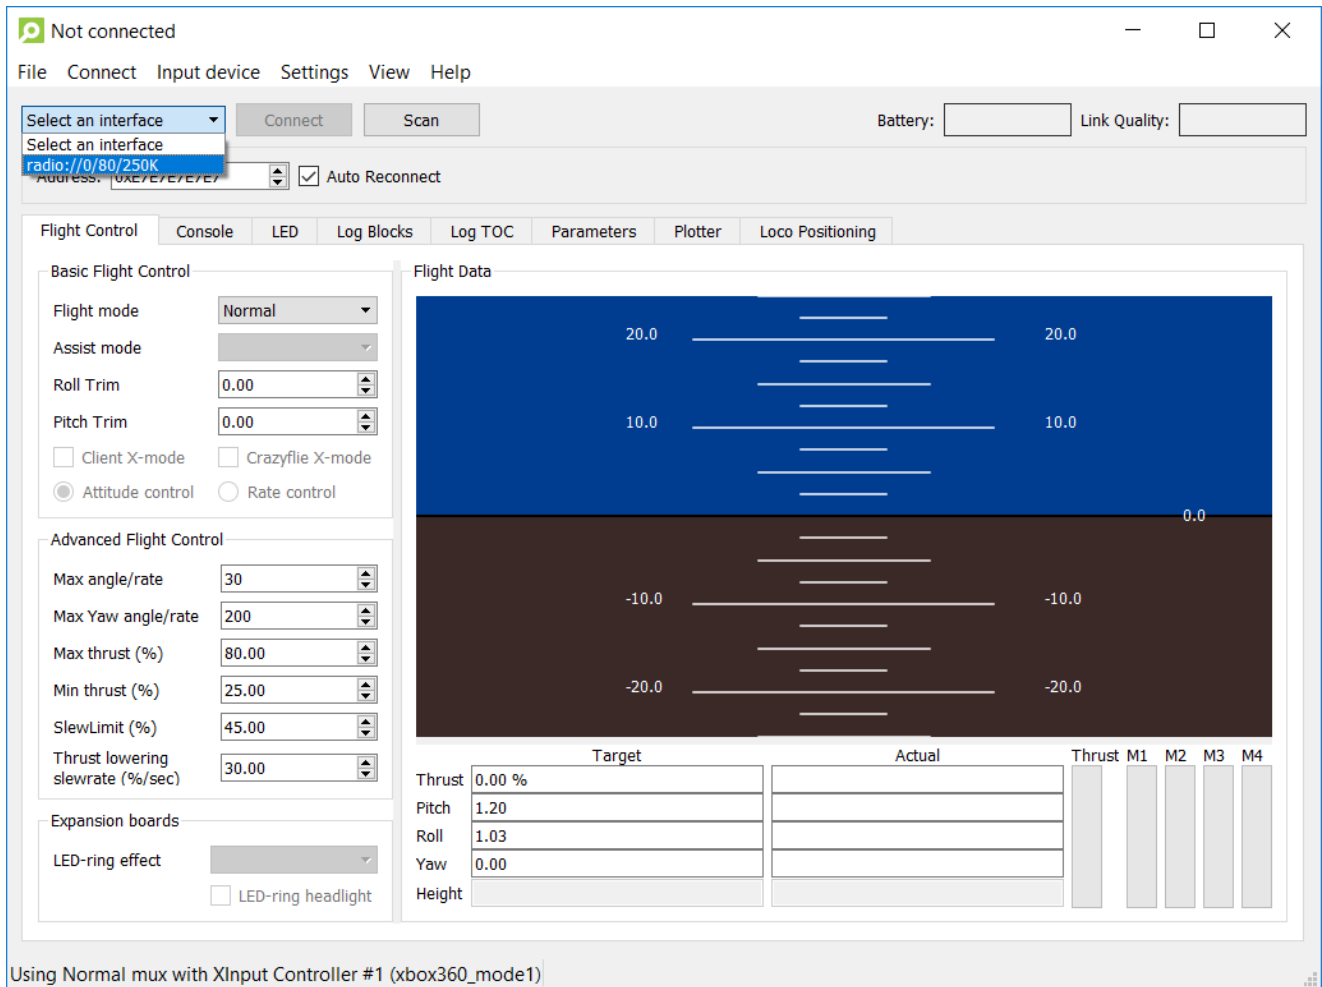 Not connected
File Connect Input device Settings View Help
Select an interface Connect Scan Battery: Link Quality:
Select an interface
radio://0/80/250K
Address: 0xE7E7E7E7E7 Auto Reconnect
Flight Control Console LED Log Blocks Log TOC Parameters Plotter Loco Positioning
Basic Flight Control
Flight mode Normal
Assist mode
Roll Trim 0.00
Pitch Trim 0.00
Client X-mode Crazyflie X-mode
Attitude control Rate control
Advanced Flight Control
Max angle/rate 30
Max Yaw angle/rate 200
Max thrust (%) 80.00
Min thrust (%) 25.00
SlewLimit (%) 45.00
Thrust lowering
slewrate (%/sec) 30.00
Expansion boards
LED-ring effect
LED-ring headlight
Flight Data
20.0 20.0
10.0 10.0
0.0
-10.0 -10.0
-20.0 -20.0
Target Actual Thrust M1 M2 M3 M4
Thrust 0.00 %
Pitch 1.20
Roll 1.03
Yaw 0.00
Height
Using Normal mux with XInput Controller #1 (xbox360_mode1)